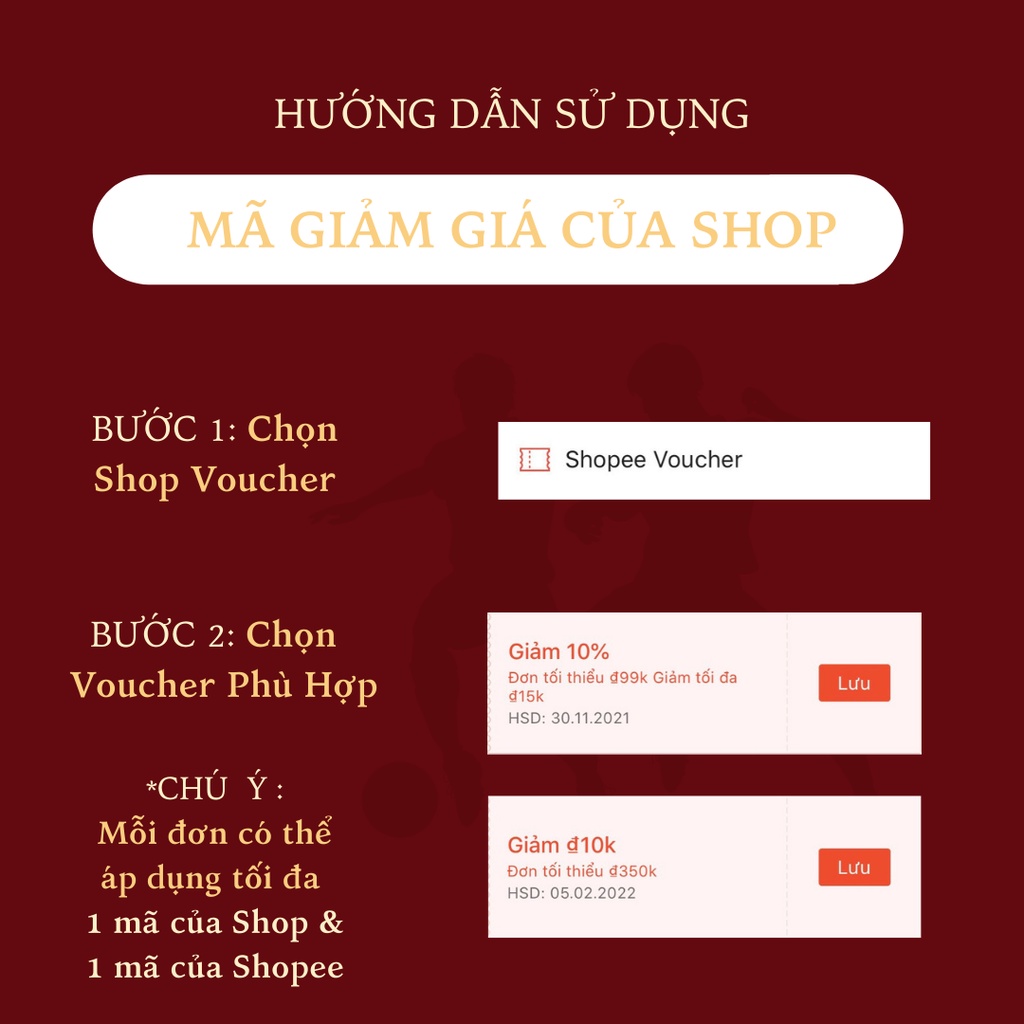 HƯỚNG DẪN SỬ DỤNG
MÃ GIẢM GIÁ CỦA SHOP
BƯỚC 1: Chọn
Shop Voucher
Shopee Voucher
BƯỚC 2: Chọn
Voucher Phù Hợp
Giảm 10%
Đơn tối thiểu ₫99k Giảm tối đa
₫15k
HSD: 30.11.2021
Lưu
*CHÚ Ý :
Mỗi đơn có thể
áp dụng tối đa
1 mã của Shop &
1 mã của Shopee
Giảm ₫10k
Đơn tối thiểu ₫350k
HSD: 05.02.2022
Lưu